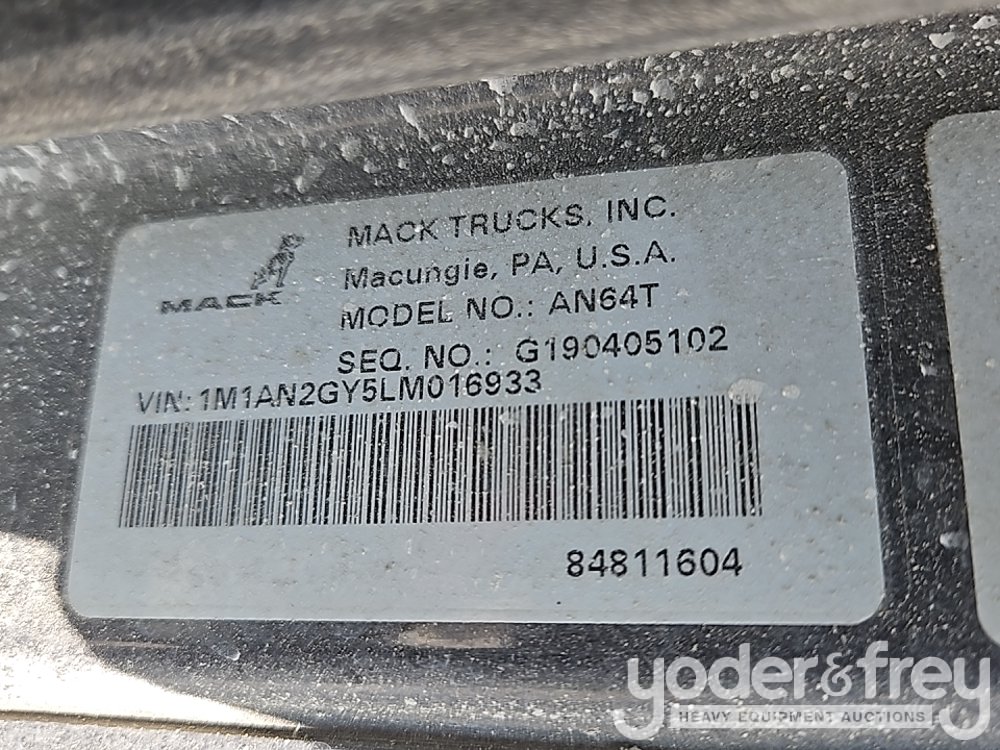 MACK
MACK TRUCKS, INC.
Macungie, PA, U.S.A.
MODEL NO.: AN64T
SEQ. NO.: G190405102
VIN: 1M1AN2GY5LM016933
84811604
yoder&frey
HEAVY EQUIPMENT AUCTIONS